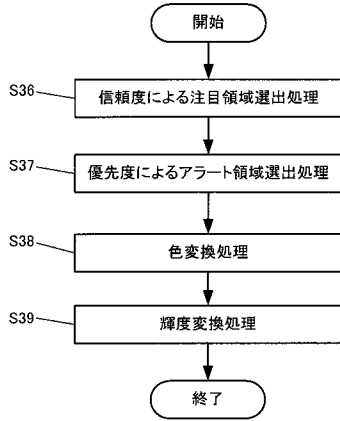 開始
S36
信頼度による注目領域選出処理
S37
優先度によるアラート領域選出処理
S38
色変換処理
S39
輝度変換処理
終了